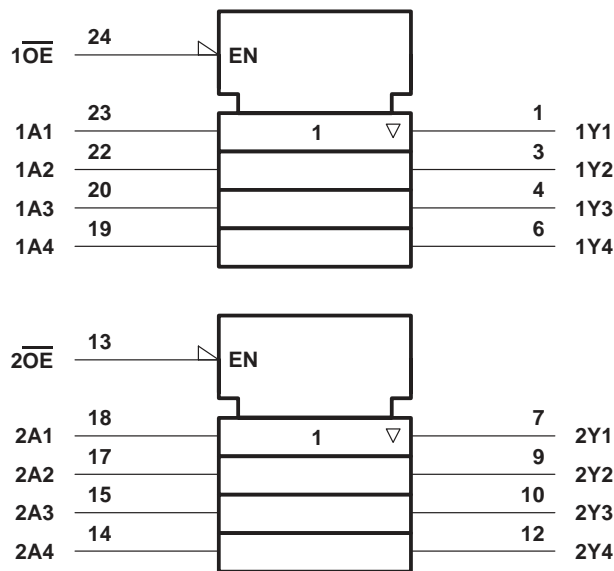 24
1O̅E̅ EN
23 1
1A1 1 ▽ 1Y1
22 3
1A2 1Y2
20 4
1A3 1Y3
19 6
1A4 1Y4
13
2O̅E̅ EN
18 7
2A1 1 ▽ 2Y1
17 9
2A2 2Y2
15 10
2A3 2Y3
14 12
2A4 2Y4